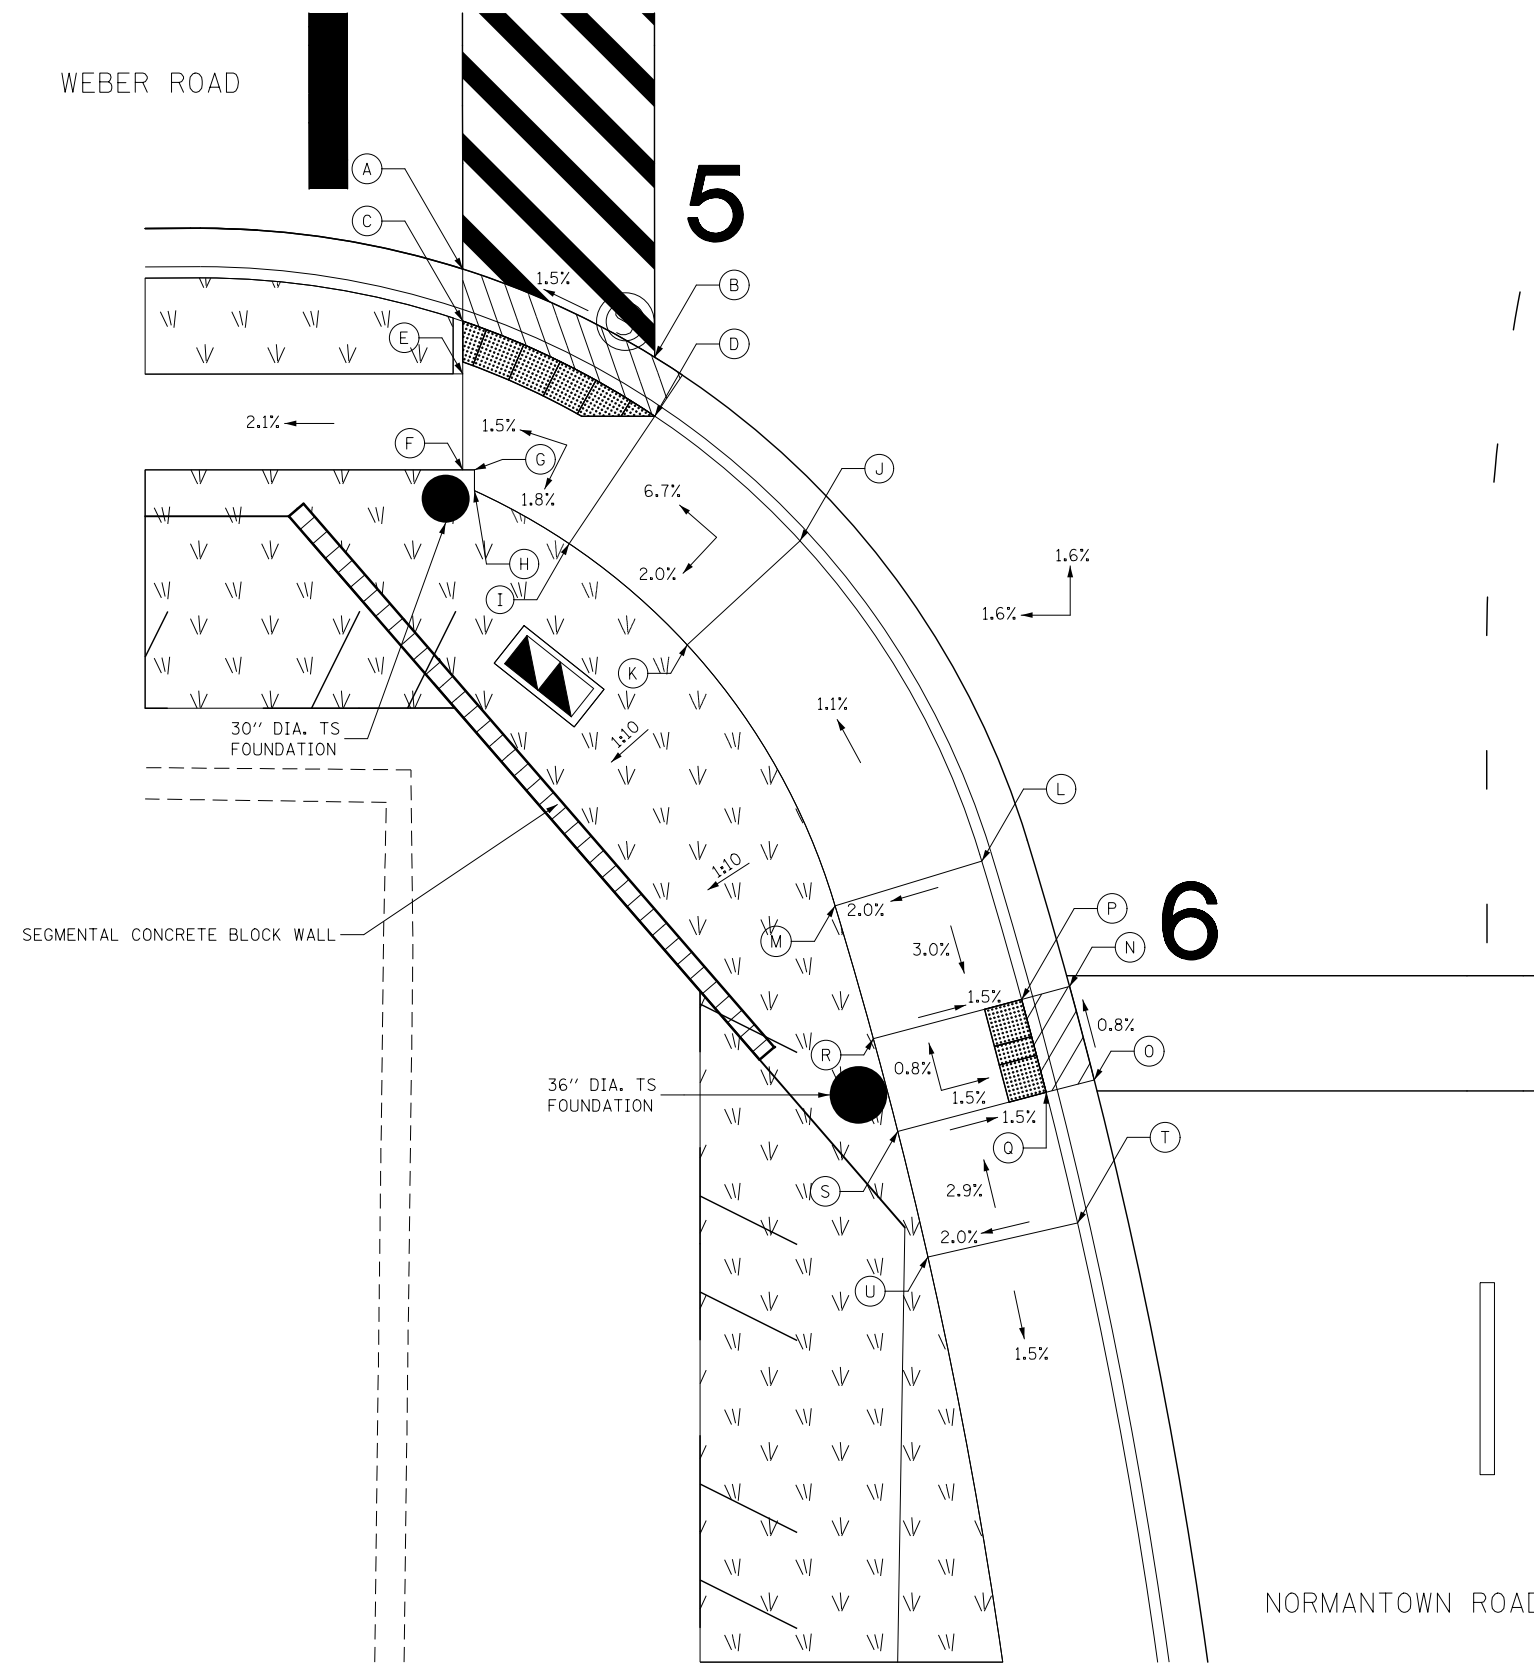 WEBER ROAD
A
5
C
1.5%
B
E
D
2.1%
1.5%
F
G
J
6.7%
1.8%
1.6%
H
2.0%
I
1.6%
K
1.1%
30" DIA. TS
FOUNDATION
1:10
L
1:10
P
6
2.0%
SEGMENTAL CONCRETE BLOCK WALL
M
3.0%
N
1.5%
0.8%
R
O
0.8%
36" DIA. TS
FOUNDATION
1.5%
1.5%
T
Q
S
2.9%
2.0%
U
1.5%
NORMANTOWN ROAD